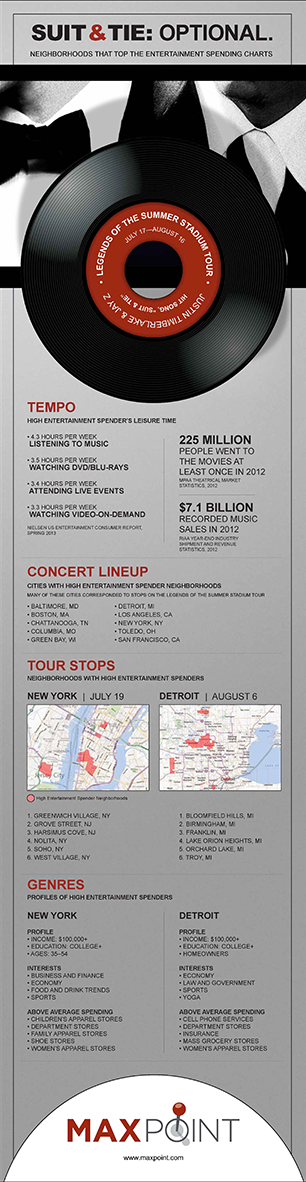 SUIT & TIE: OPTIONAL.
NEIGHBORHOODS THAT TOP THE ENTERTAINMENT SPENDING CHARTS
• LEGENDS OF THE SUMMER STADIUM TOUR •
JULY 17—AUGUST 16
HIT SONG, "SUIT & TIE"
JUSTIN TIMBERLAKE & JAY Z
TEMPO
HIGH ENTERTAINMENT SPENDER'S LEISURE TIME
• 4.3 HOURS PER WEEK
LISTENING TO MUSIC
• 3.5 HOURS PER WEEK
WATCHING DVD/BLU-RAYS
• 3.4 HOURS PER WEEK
ATTENDING LIVE EVENTS
• 3.3 HOURS PER WEEK
WATCHING VIDEO-ON-DEMAND
NIELSEN US ENTERTAINMENT CONSUMER REPORT,
SPRING 2013
225 MILLION
PEOPLE WENT TO
THE MOVIES AT
LEAST ONCE IN 2012
MPAA THEATRICAL MARKET
STATISTICS, 2012
$7.1 BILLION
RECORDED MUSIC
SALES IN 2012
RIAA YEAR-END INDUSTRY
SHIPMENT AND REVENUE
STATISTICS, 2012
CONCERT LINEUP
CITIES WITH HIGH ENTERTAINMENT SPENDER NEIGHBORHOODS
MANY OF THESE CITIES CORRESPONDED TO STOPS ON THE LEGENDS OF THE SUMMER STADIUM TOUR
• BALTIMORE, MD
• BOSTON, MA
• CHATTANOOGA, TN
• COLUMBIA, MO
• GREEN BAY, WI
• DETROIT, MI
• LOS ANGELES, CA
• NEW YORK, NY
• TOLEDO, OH
• SAN FRANCISCO, CA
TOUR STOPS
NEIGHBORHOODS WITH HIGH ENTERTAINMENT SPENDERS
NEW YORK | JULY 19
DETROIT | AUGUST 6
High Entertainment Spender Neighborhoods
1. GREENWICH VILLAGE, NY
2. GROVE STREET, NJ
3. HARSIMUS COVE, NJ
4. NOLITA, NY
5. SOHO, NY
6. WEST VILLAGE, NY
1. BLOOMFIELD HILLS, MI
2. BIRMINGHAM, MI
3. FRANKLIN, MI
4. LAKE ORION HEIGHTS, MI
5. ORCHARD LAKE, MI
6. TROY, MI
GENRES
PROFILES OF HIGH ENTERTAINMENT SPENDERS
NEW YORK
PROFILE
• INCOME: $100,000+
• EDUCATION: COLLEGE+
• AGES: 35–54
INTERESTS
• BUSINESS AND FINANCE
• ECONOMY
• FOOD AND DRINK TRENDS
• SPORTS
ABOVE AVERAGE SPENDING
• CHILDREN'S APPAREL STORES
• DEPARTMENT STORES
• FAMILY APPAREL STORES
• SHOE STORES
• WOMEN'S APPAREL STORES
DETROIT
PROFILE
• INCOME: $100,000+
• EDUCATION: COLLEGE+
• HOMEOWNERS
INTERESTS
• ECONOMY
• LAW AND GOVERNMENT
• SPORTS
• YOGA
ABOVE AVERAGE SPENDING
• CELL PHONE SERVICES
• DEPARTMENT STORES
• INSURANCE
• MASS GROCERY STORES
• WOMEN'S APPAREL STORES
MAXPOINT
www.maxpoint.com